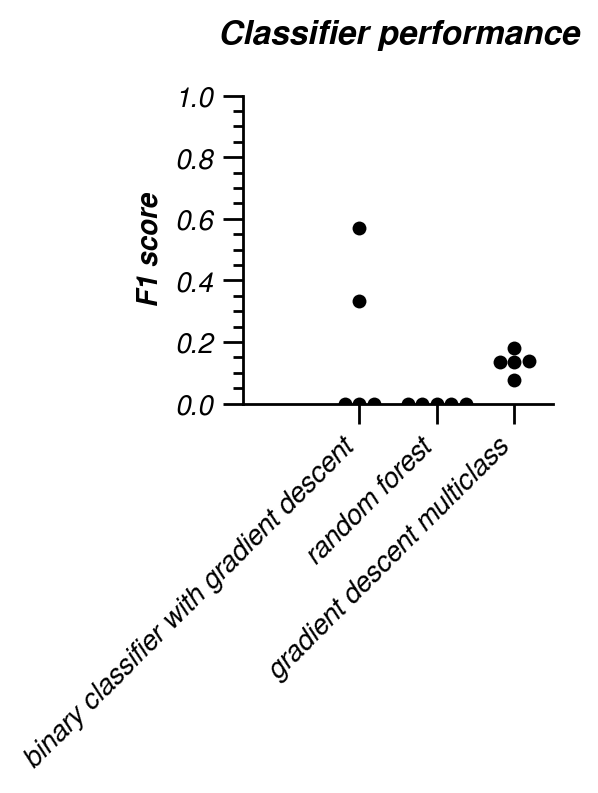 Classifier performance
F1 score
1.0
0.8
0.6
0.4
0.2
0.0
binary classifier with gradient descent
random forest
gradient descent multiclass